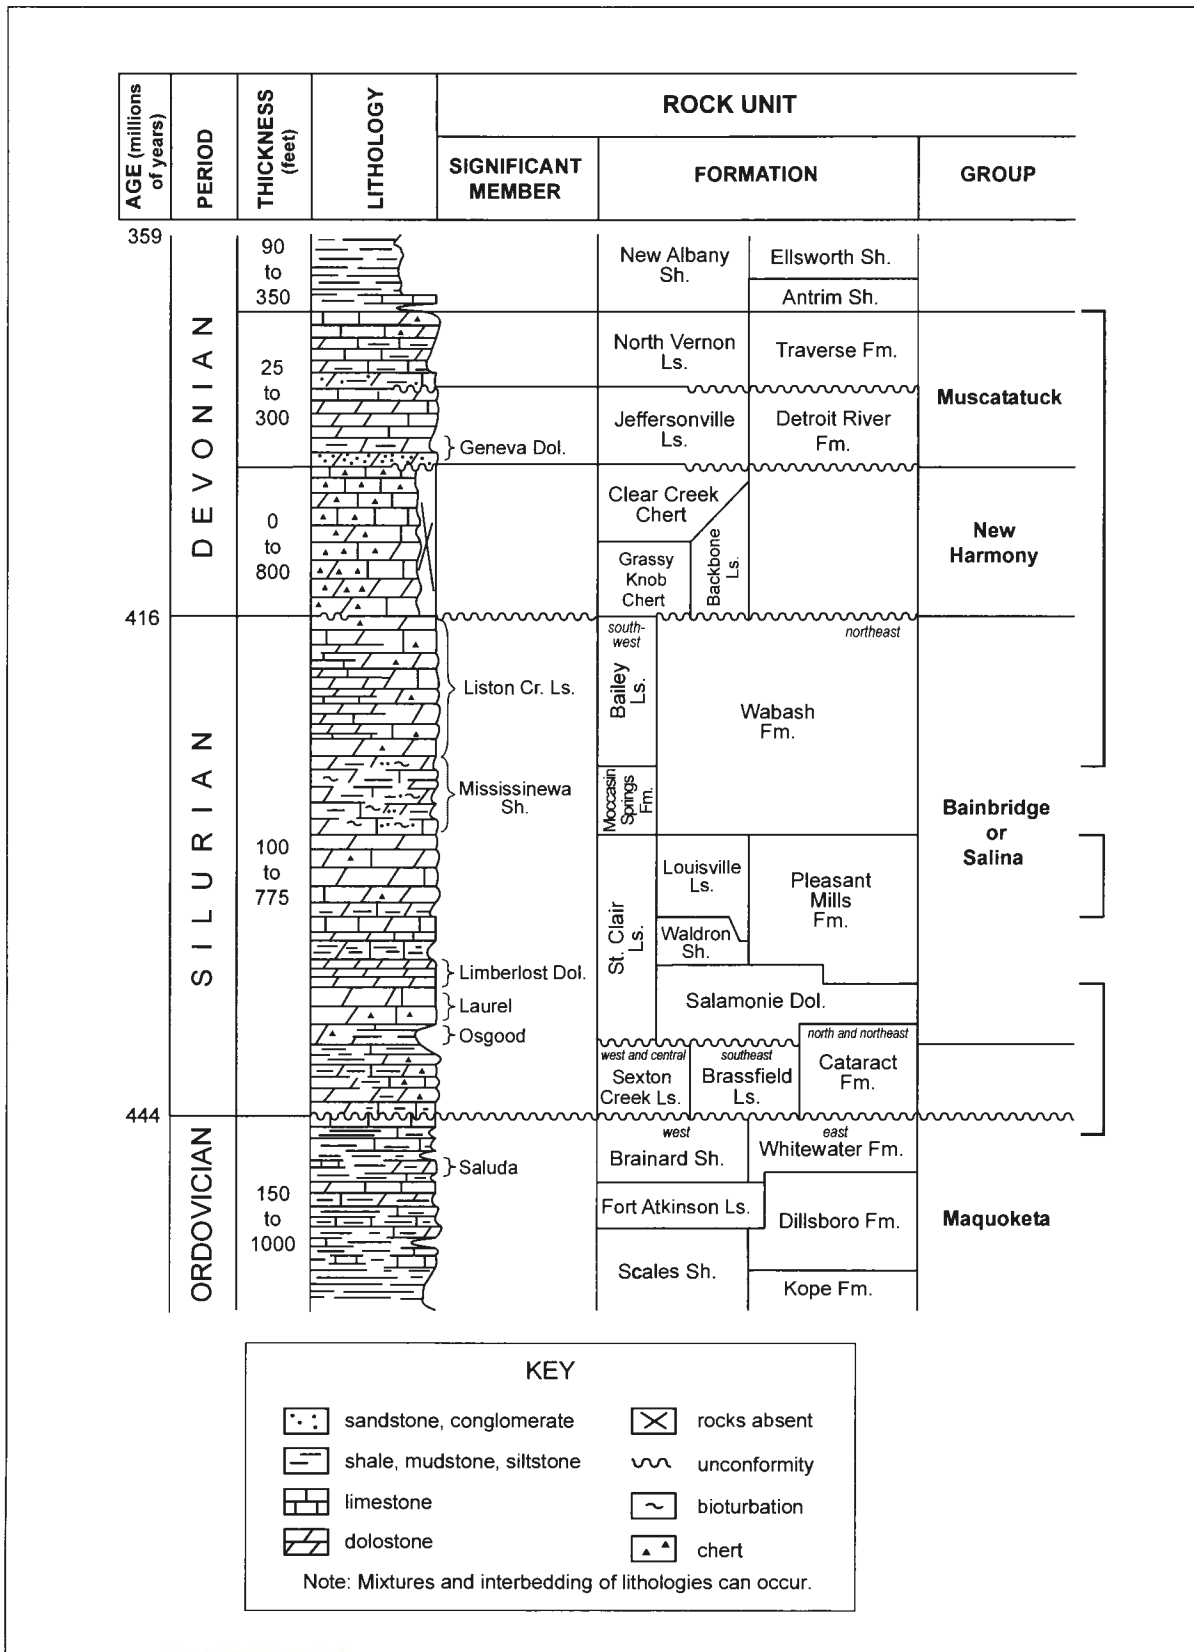 AGE (millions
of years)
PERIOD
THICKNESS
(feet)
LITHOLOGY
ROCK UNIT
SIGNIFICANT
MEMBER
FORMATION
GROUP
359
416
444
DEVONIAN
SILURIAN
ORDOVICIAN
90
to
350
25
to
300
0
to
800
100
to
775
150
to
1000
Geneva Dol.
Liston Cr. Ls.
Mississinewa
Sh.
Limberlost Dol.
Laurel
Osgood
Saluda
New Albany
Sh.
Ellsworth Sh.
Antrim Sh.
North Vernon
Ls.
Traverse Fm.
Jeffersonville
Ls.
Detroit River
Fm.
Clear Creek
Chert
Grassy
Knob
Chert
Backbone
Ls.
south-
west
northeast
Bailey
Ls.
Wabash
Fm.
Moccasin
Springs
Fm.
St. Clair
Ls.
Louisville
Ls.
Pleasant
Mills
Fm.
Waldron
Sh.
Salamonie Dol.
west and central
Sexton
Creek Ls.
southeast
Brassfield
Ls.
north and northeast
Cataract
Fm.
west
Brainard Sh.
east
Whitewater Fm.
Fort Atkinson Ls.
Dillsboro Fm.
Scales Sh.
Kope Fm.
Muscatatuck
New
Harmony
Bainbridge
or
Salina
Maquoketa
KEY
sandstone, conglomerate
shale, mudstone, siltstone
limestone
dolostone
rocks absent
unconformity
bioturbation
chert
Note: Mixtures and interbedding of lithologies can occur.